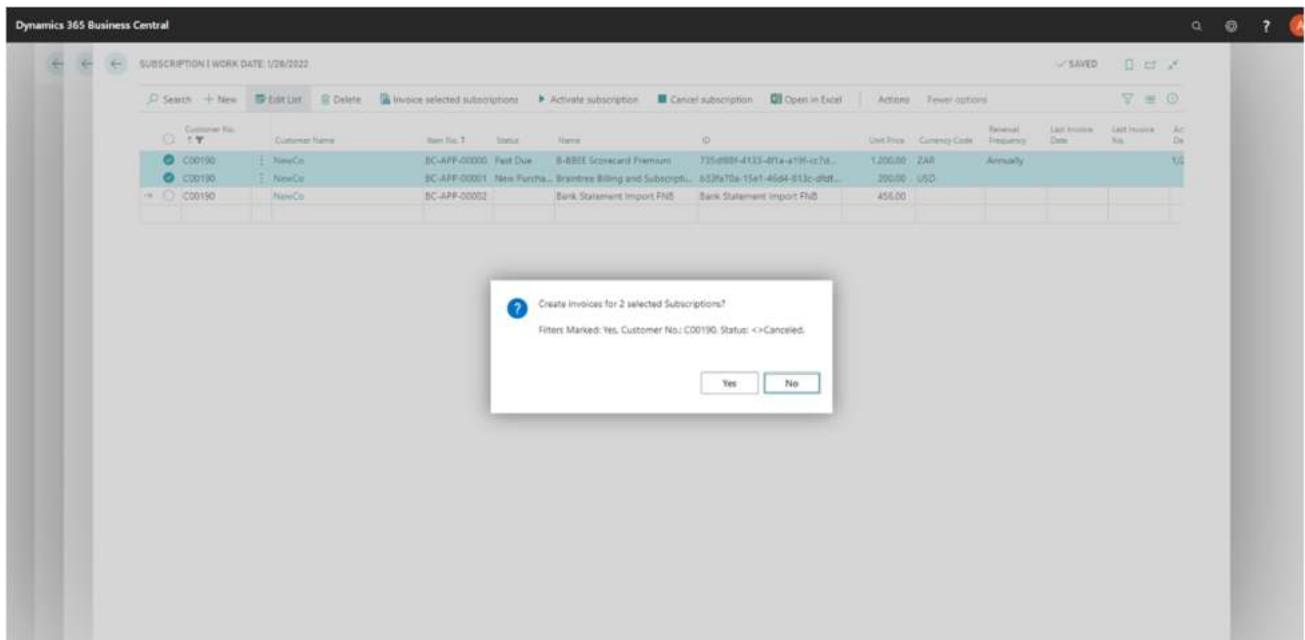 Dynamics 365 Business Central
?
SUBSCRIPTION | WORK DATE: 1/28/2022
SAVED
Search New Edit List Delete Invoice selected subscriptions Activate subscription Cancel subscription Open in Excel Actions Fewer options
Customer No. Customer Name Item No. Status Name ID Unit Price Currency Code Renewal Frequency Last Invoice Date Last Invoice No.
C00190 NewCo BC-APP-00000 Past Due B-BBEE Scorecard Premium 1,200.00 ZAR Annually
C00190 NewCo BC-APP-00001 New Purcha... Braintree Billing and Subscripti... 200.00 USD
C00190 NewCo BC-APP-00002 Bank Statement Import FNB Bank Statement Import FNB 456.00
? Create invoices for 2 selected Subscriptions?
Filters Marked: Yes, Customer No.: C00190, Status: <>Canceled.
Yes No